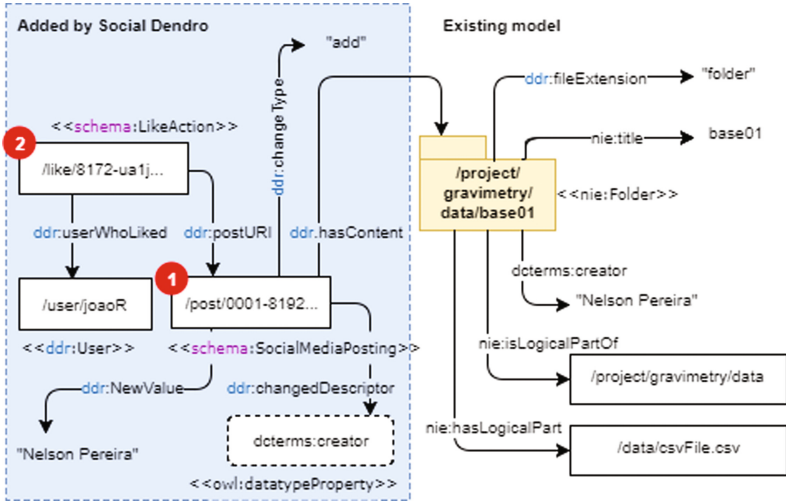 Added by Social Dendro
Existing model
"add"
ddr:fileExtension
"folder"
<<schema:LikeAction>>
ddr:changeType
nie:title
base01
2
/like/8172-ua1j...
/project/
gravimetry/
data/base01
<<nie:Folder>>
ddr:userWhoLiked
ddr:postURI
ddr.hasContent
dcterms:creator
1
/user/joaoR
/post/0001-8192...
"Nelson Pereira"
<<ddr:User>>
<<schema:SocialMediaPosting>>
nie:isLogicalPartOf
ddr:NewValue
ddr:changedDescriptor
/project/gravimetry/data
nie:hasLogicalPart
dcterms:creator
/data/csvFile.csv
"Nelson Pereira"
<<owl:datatypeProperty>>